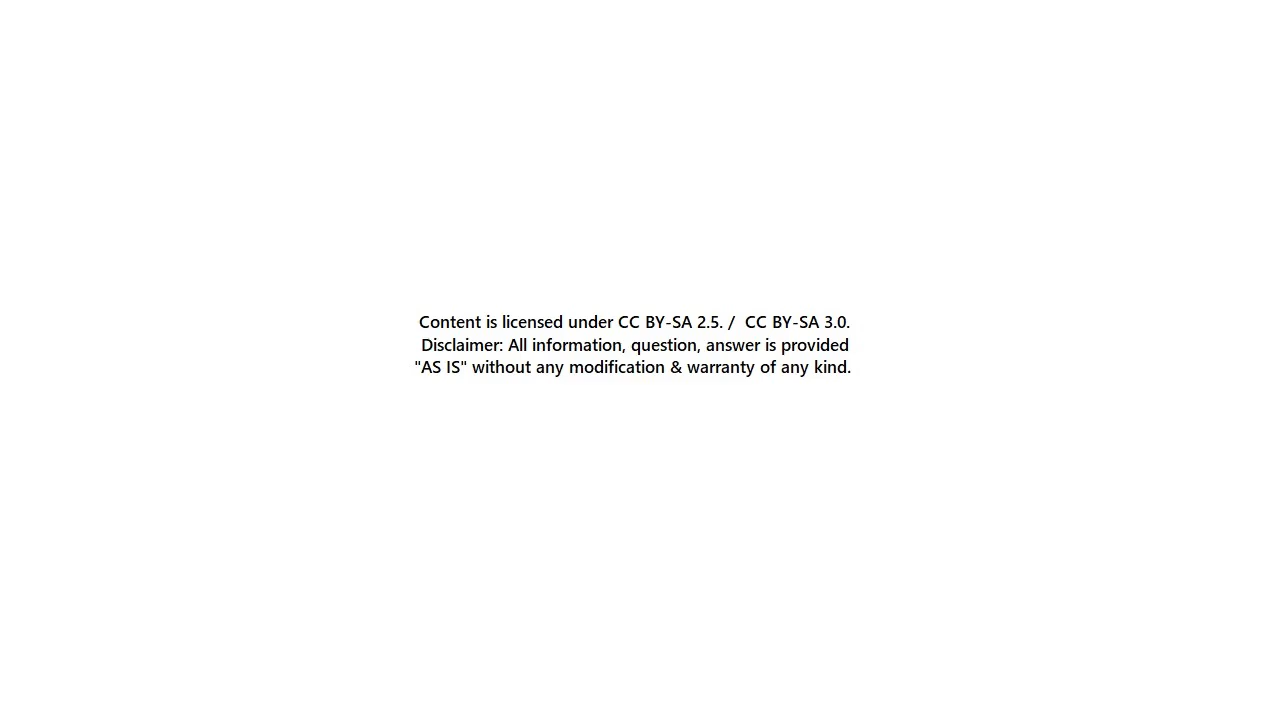 Content is licensed under CC BY-SA 2.5. /  CC BY-SA 3.0.
Disclaimer: All information, question, answer is provided
"AS IS" without any modification & warranty of any kind.